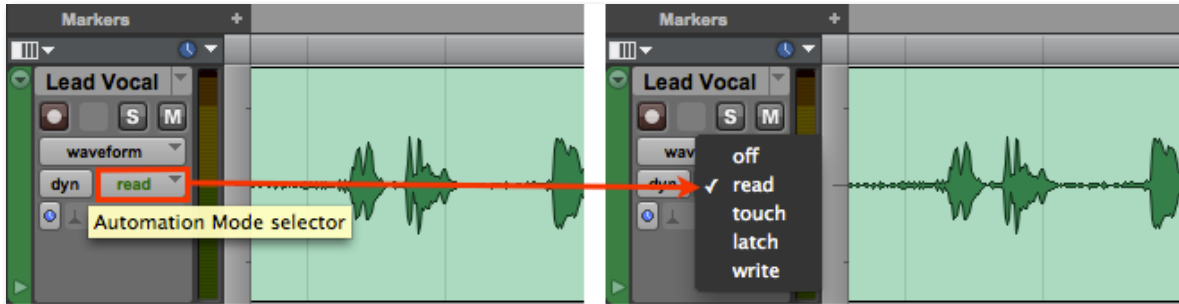 Markers +
Lead Vocal
S M
waveform
dyn read
Automation Mode selector
Markers +
Lead Vocal
S M
wav
off
dyn ✓ read
touch
latch
write